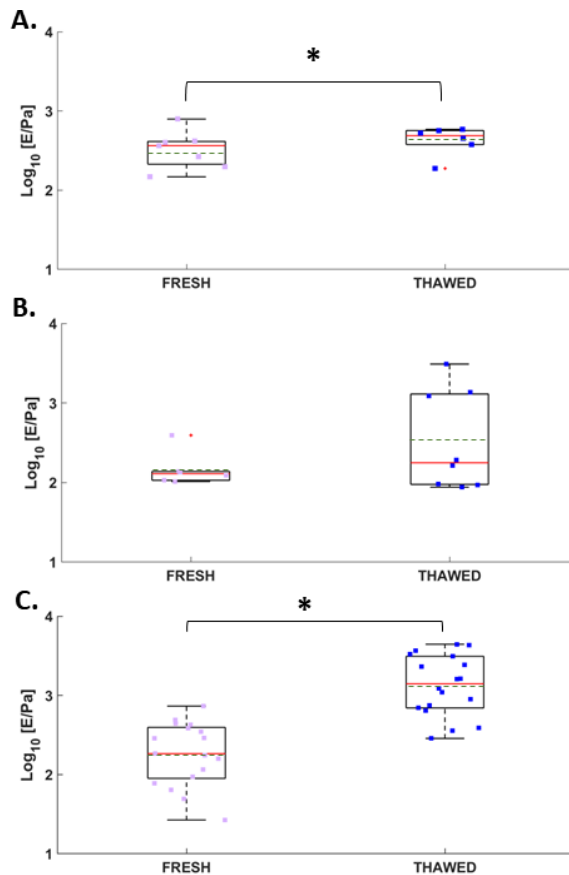 A.
*
4
3
2
1
Log10 [E/Pa]
FRESH THAWED
B.
4
3
2
1
Log10 [E/Pa]
FRESH THAWED
C.
*
4
3
2
1
Log10 [E/Pa]
FRESH THAWED